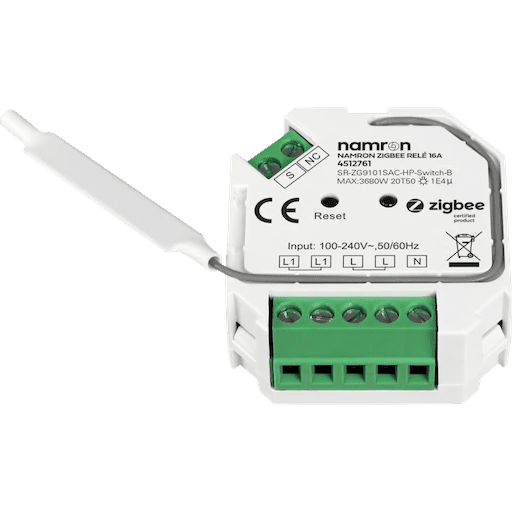 namron
NAMRON ZIGBEE RELÉ 16A
4512761
SR-ZG9101SAC-HP-Switch-B
MAX:3680W 20T50 1E4µ
S NC
CE
Reset
zigbee
certified
product
Input: 100-240V~,50/60Hz
L1 L1 L L N